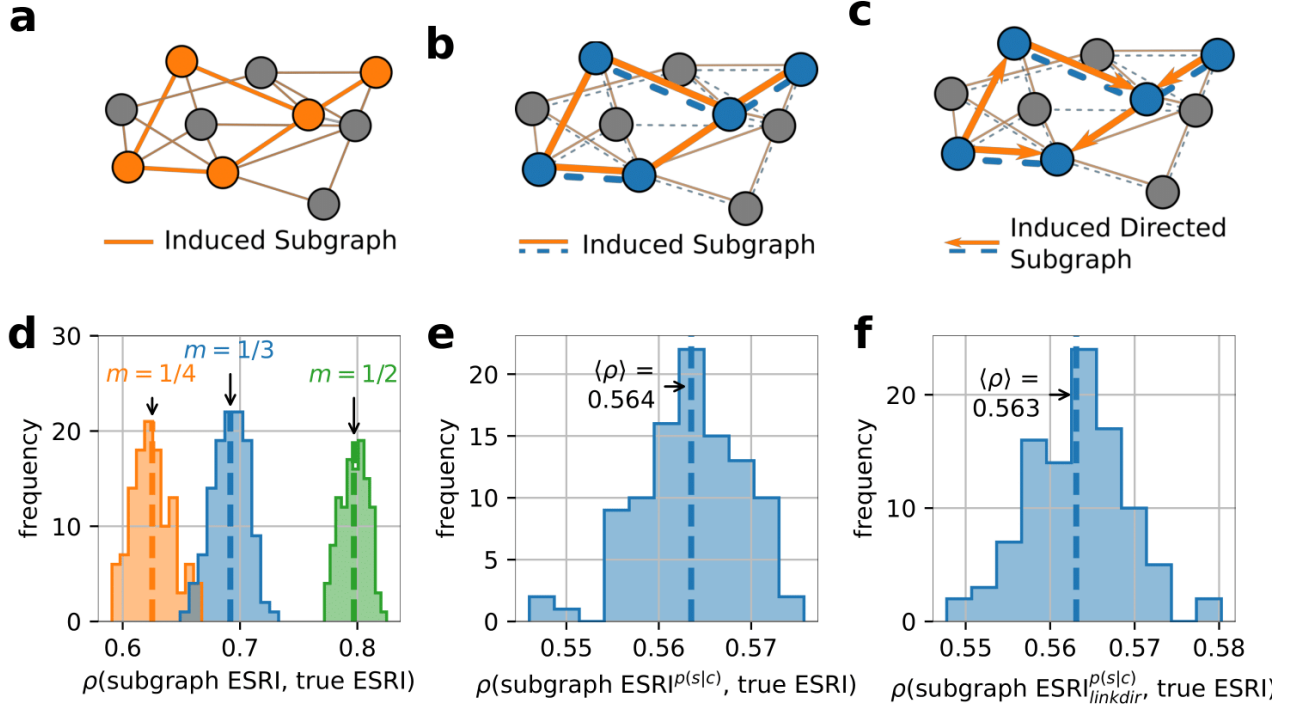 a
b
c
Induced Subgraph
Induced Subgraph
Induced Directed
Subgraph
d
e
f
30
20
10
0
frequency
m = 1/4
m = 1/3
m = 1/2
0.6
0.7
0.8
ρ(subgraph ESRI, true ESRI)
20
15
10
5
0
frequency
⟨ρ⟩ =
0.564
0.55
0.56
0.57
ρ(subgraph ESRI^{p(s|c)}, true ESRI)
20
10
0
frequency
⟨ρ⟩ =
0.563
0.55
0.56
0.57
0.58
ρ(subgraph ESRI^{p(s|c)}_{linkdir}, true ESRI)